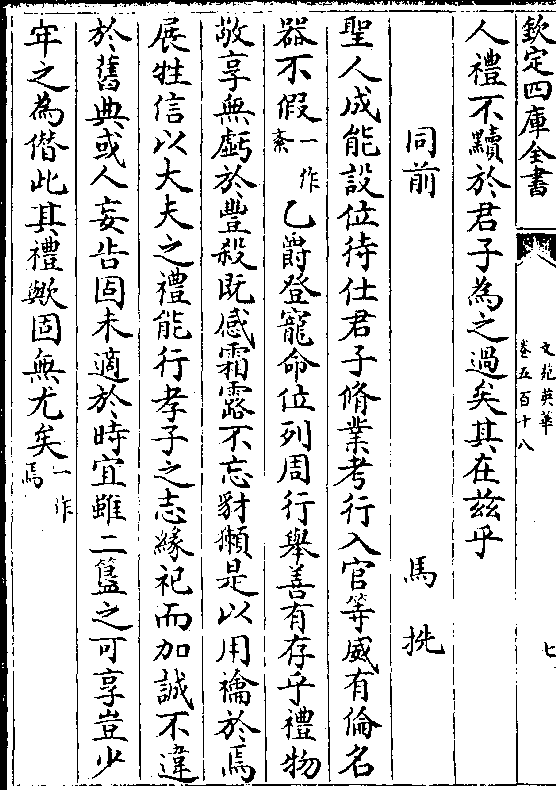 欽定四庫全書
文苑英華
卷五百十八
七
人禮不黷於君子為之過矣其在茲乎
同前
馬挩
聖人成能設位待仕君子脩業考行入官等威有倫名
器不假一作紊乙爵登寵命位列周行舉善有存乎禮物
敬享無虧於豐殺既感霜露不忘豺獺是以用禴於焉
展牲信以大夫之禮能行孝子之志緣祀而加誠不違
於舊典或人妄告固未適於時宜雖二簋之可享豈少
牢之為僭此其禮歟固無尤矣一作焉